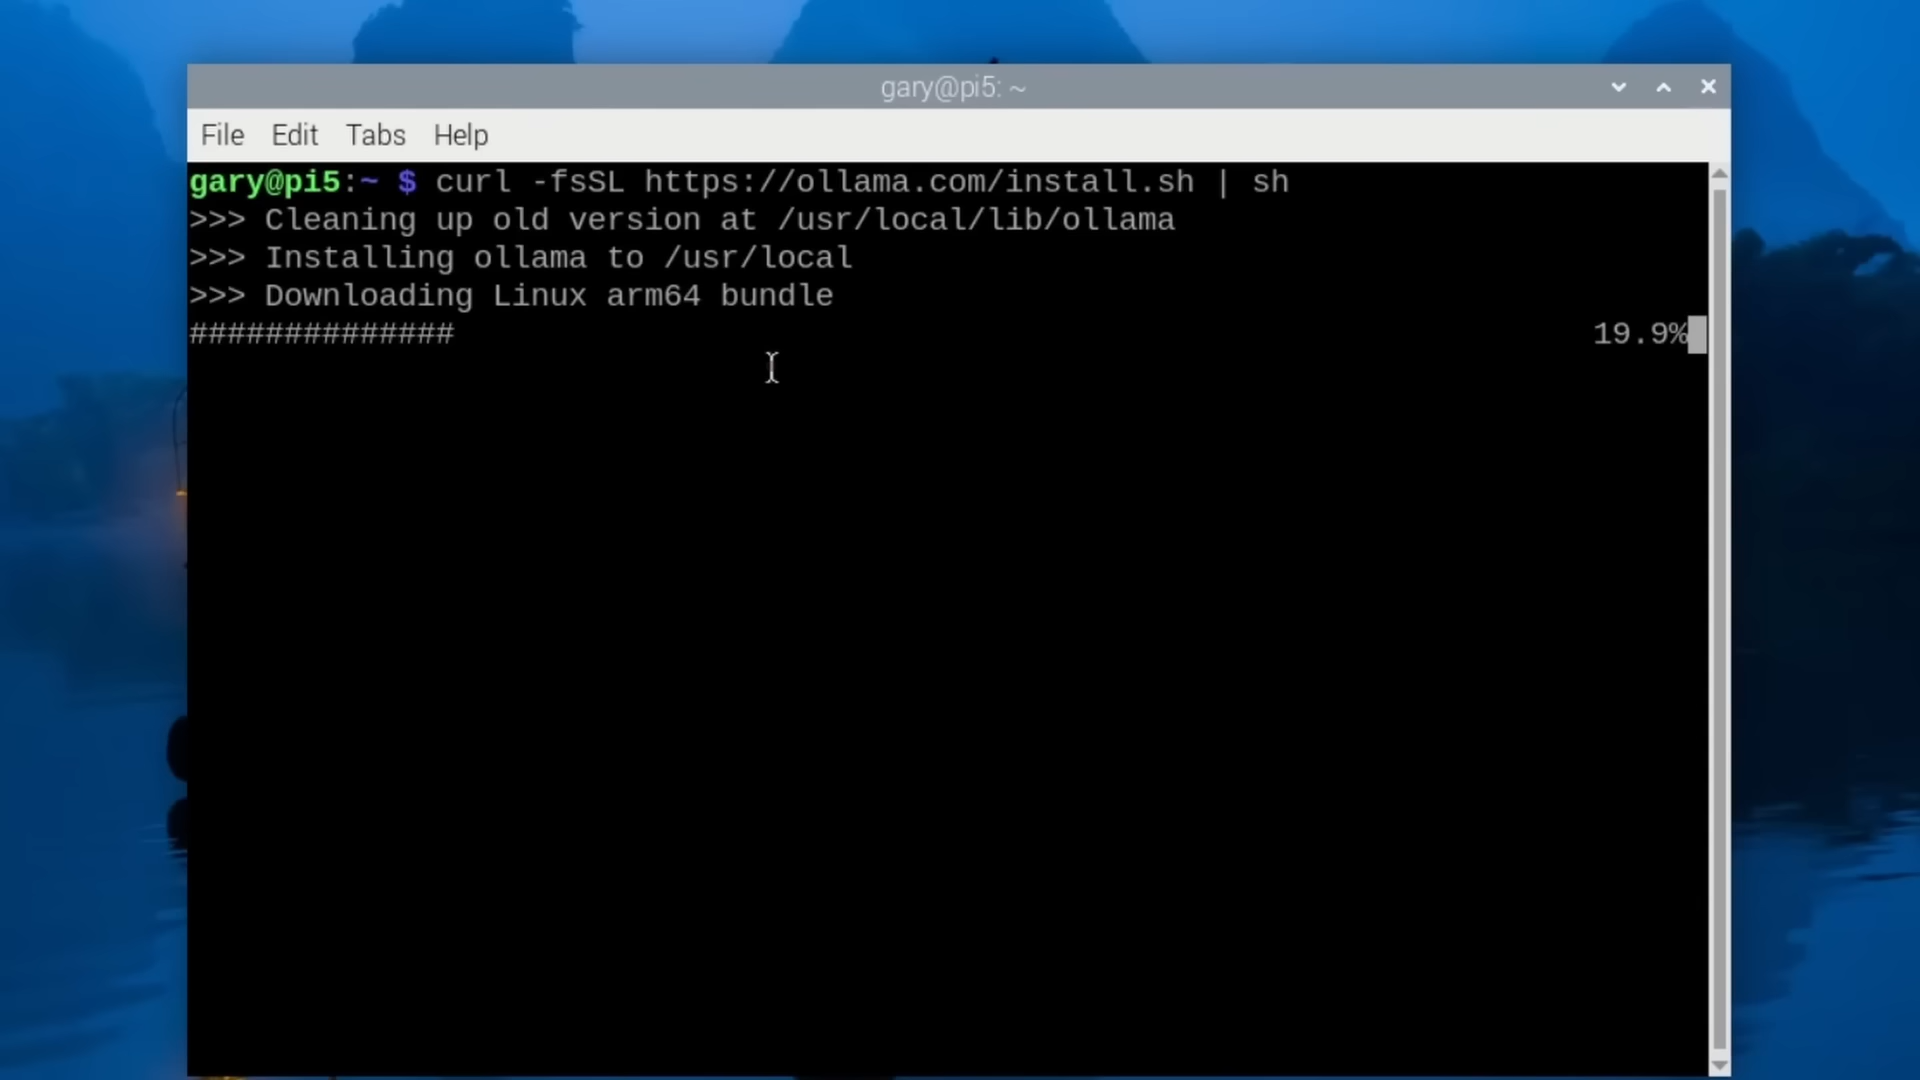 gary@pi5: ~
File Edit Tabs Help
gary@pi5:~ $ curl -fsSL https://ollama.com/install.sh | sh
>>> Cleaning up old version at /usr/local/lib/ollama
>>> Installing ollama to /usr/local
>>> Downloading Linux arm64 bundle
############## 19.9%